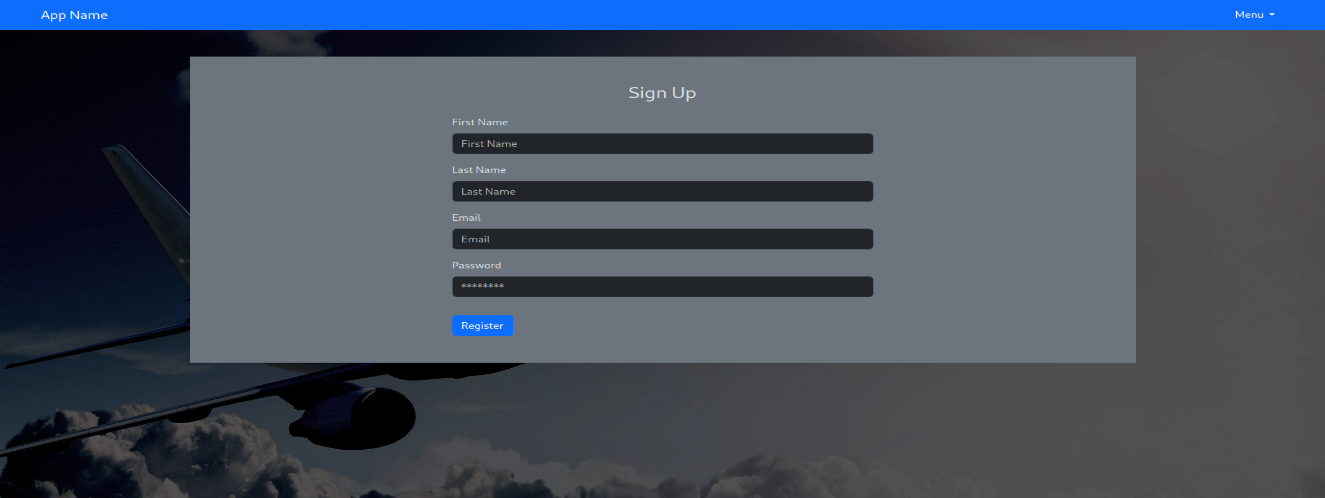 App Name
Menu
Sign Up
First Name
First Name
Last Name
Last Name
Email
Email
Password
********
Register